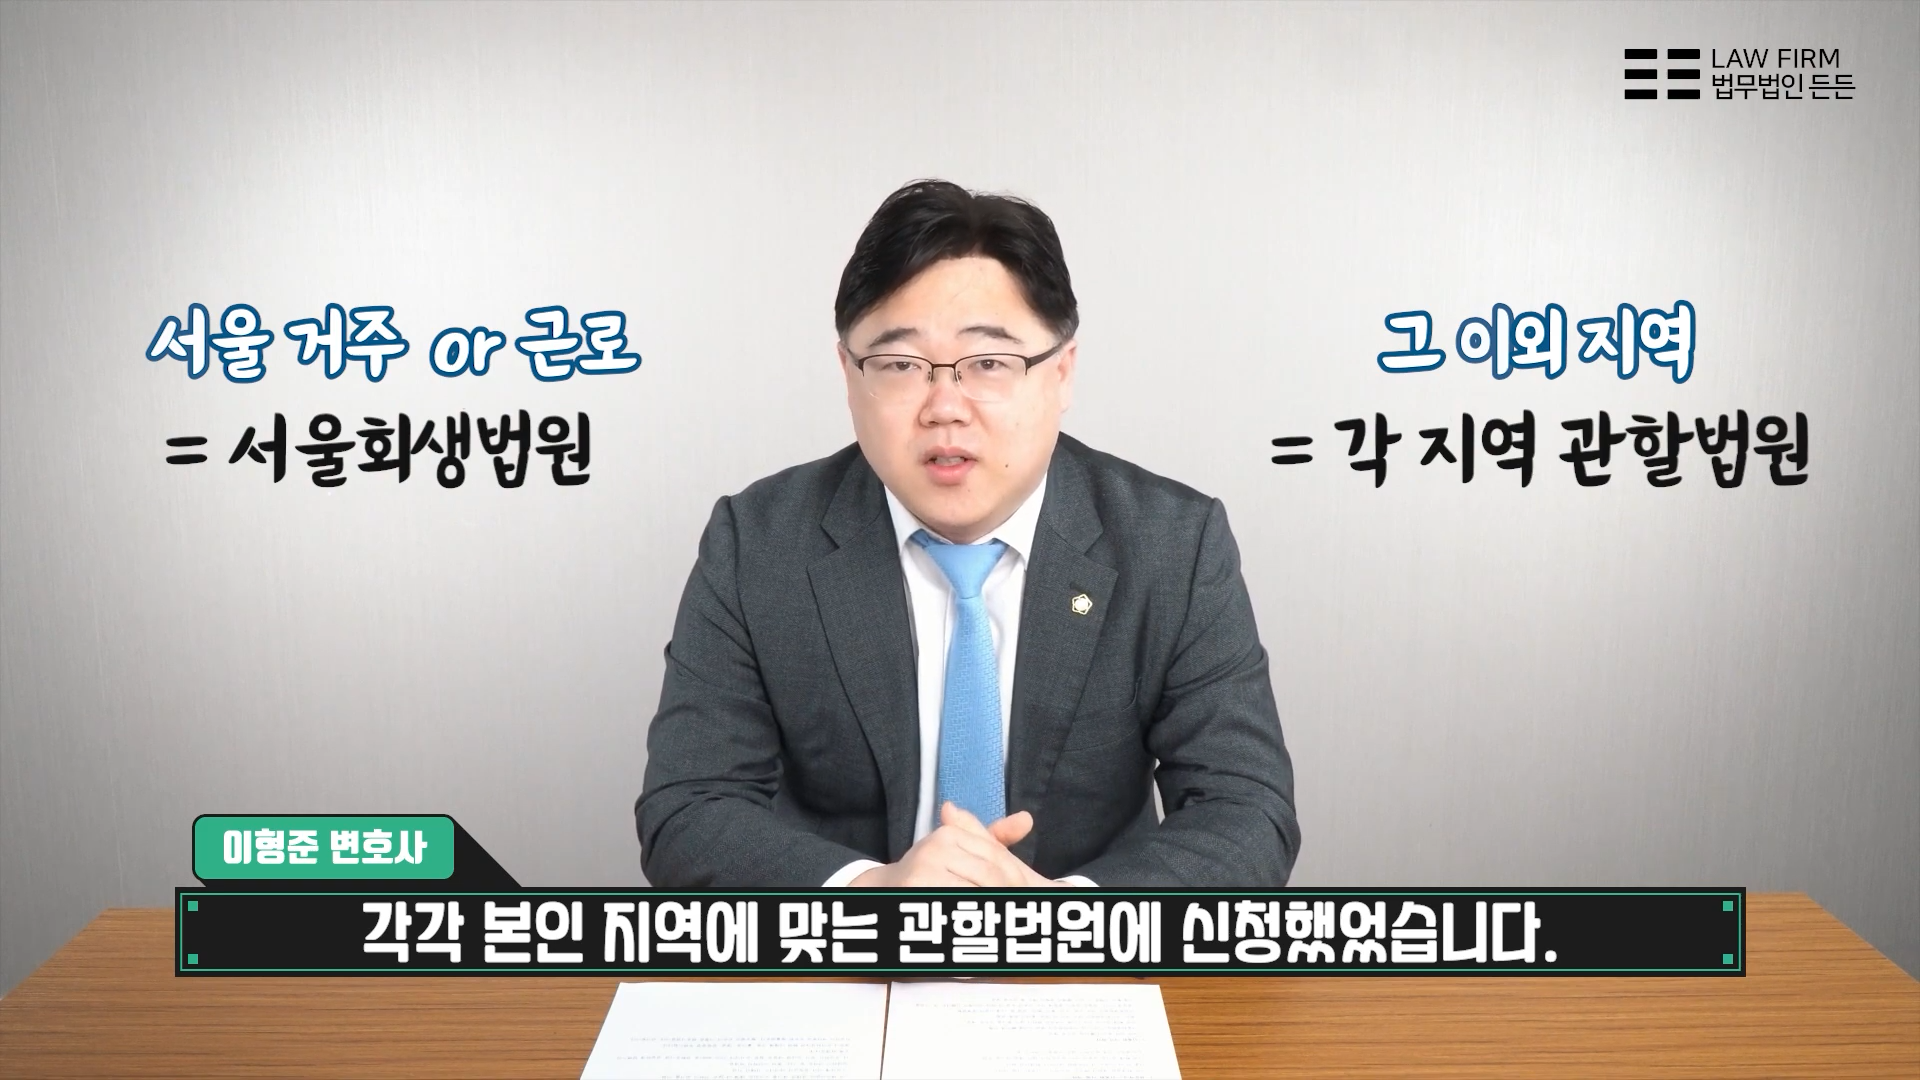 LAW FIRM
법무법인 든든
서울 거주 or 근로
= 서울회생법원
그 이외 지역
= 각 지역 관할법원
이형준 변호사
각각 본인 지역에 맞는 관할법원에 신청했었습니다.